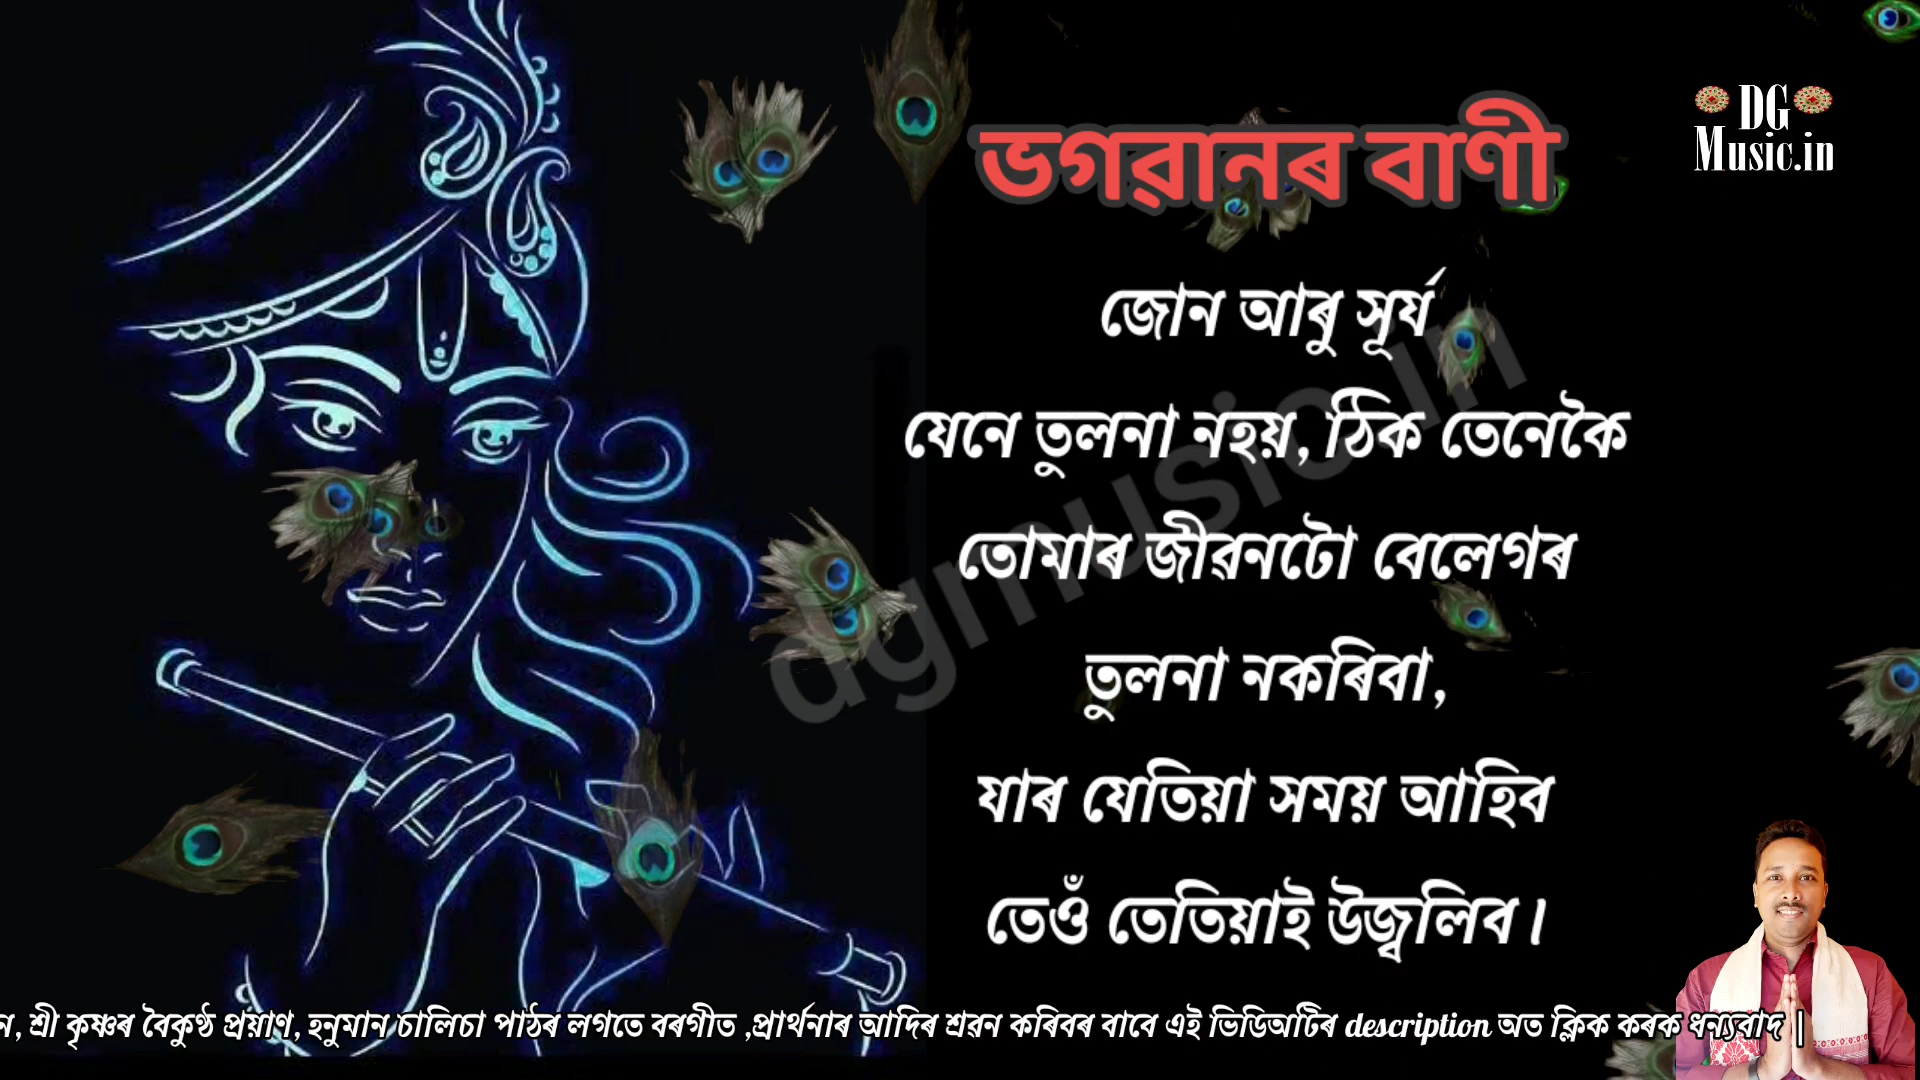 DG
Music.in
ভগৱানৰ বাণী
জোন আৰু সূৰ্য
যেনে তুলনা নহয়, ঠিক তেনেকৈ
তোমাৰ জীৱনটো বেলেগৰ
তুলনা নকৰিবা,
যাৰ যেতিয়া সময় আহিব
তেওঁ তেতিয়াই উজ্বলিব।
dgmusic.in
ন, শ্ৰী কৃষ্ণৰ বৈকুণ্ঠ প্ৰয়াণ, হনুমান চালিচা পাঠৰ লগতে বৰগীত ,প্ৰাৰ্থনাৰ আদিৰ শ্ৰৱন কৰিবৰ বাবে এই ভিডিঅটিৰ description অত ক্লিক কৰক ধন্যবাদ |